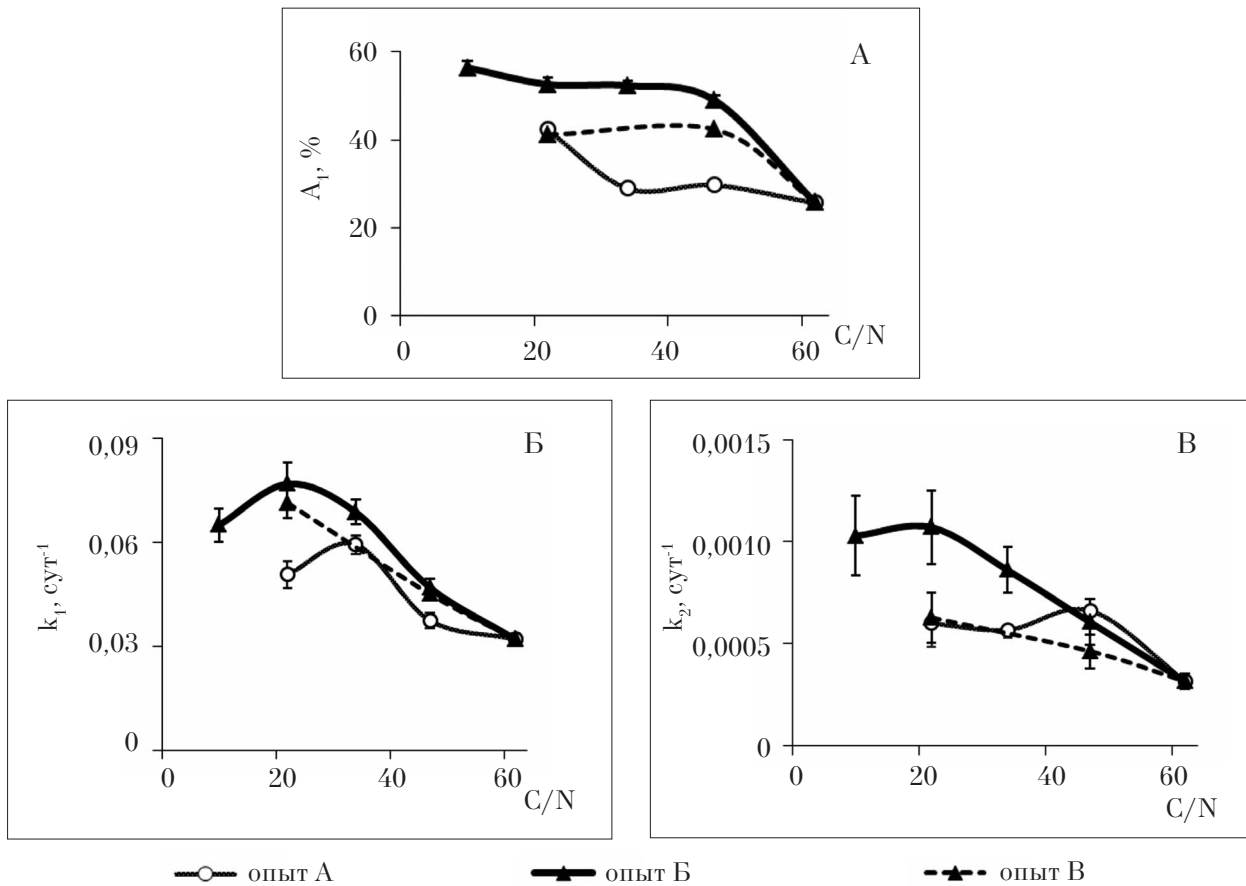 А
60
40
20
0
A₁, %
0 20 40 60 C/N
Б
0,09
0,06
0,03
0
k₁, сут⁻¹
0 20 40 60
C/N
В
0,0015
0,0010
0,0005
0
k₂, сут⁻¹
0 20 40 60
C/N
опыт А опыт Б опыт В